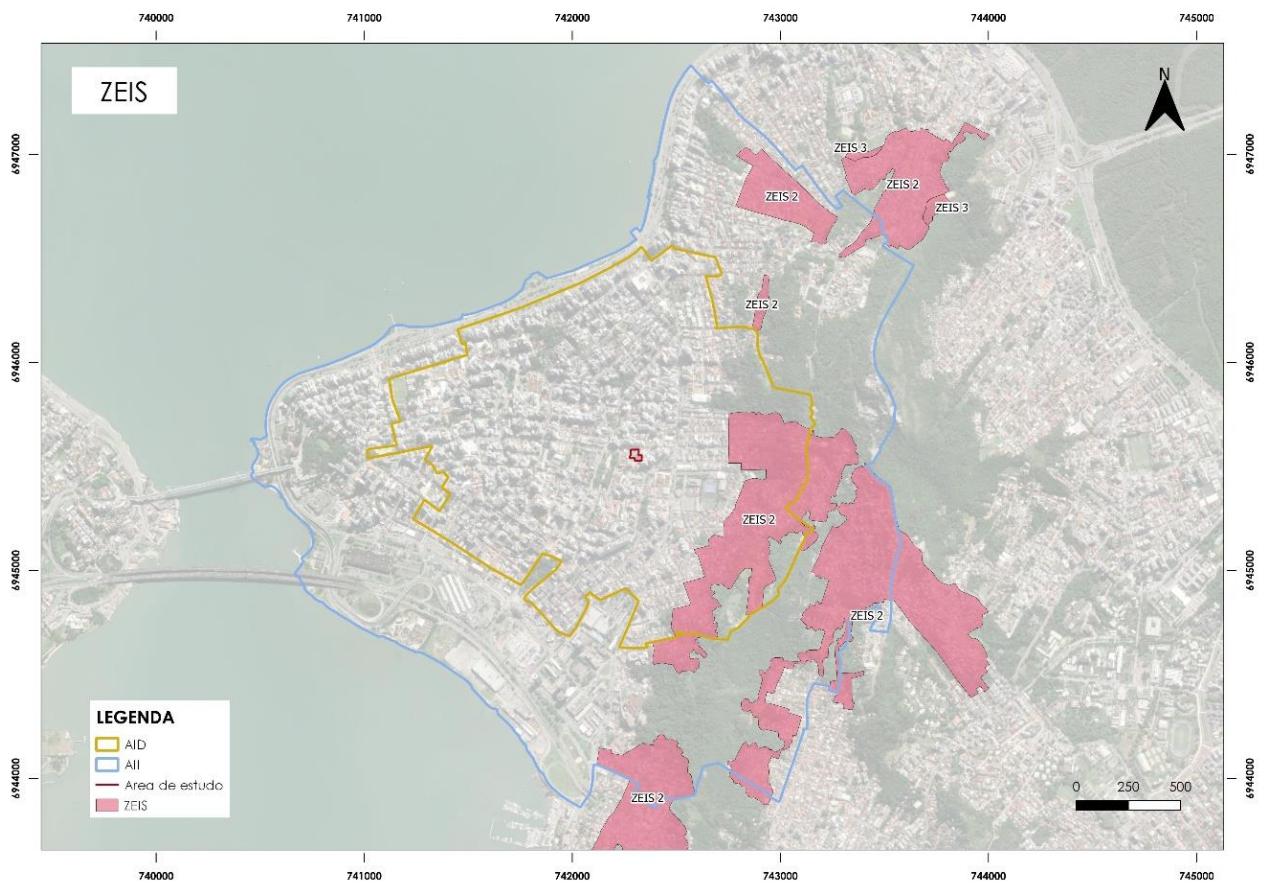 740000 741000 742000 743000 744000 745000
ZEIS
N
6947000 6947000
ZEIS 3
ZEIS 2
ZEIS 2
ZEIS 3
ZEIS 2
6946000 6946000
ZEIS 2
6945000 6945000
ZEIS 2
LEGENDA
AID
AII
Area de estudo
ZEIS
6944000 6944000
0 250 500
ZEIS 2
740000 741000 742000 743000 744000 745000